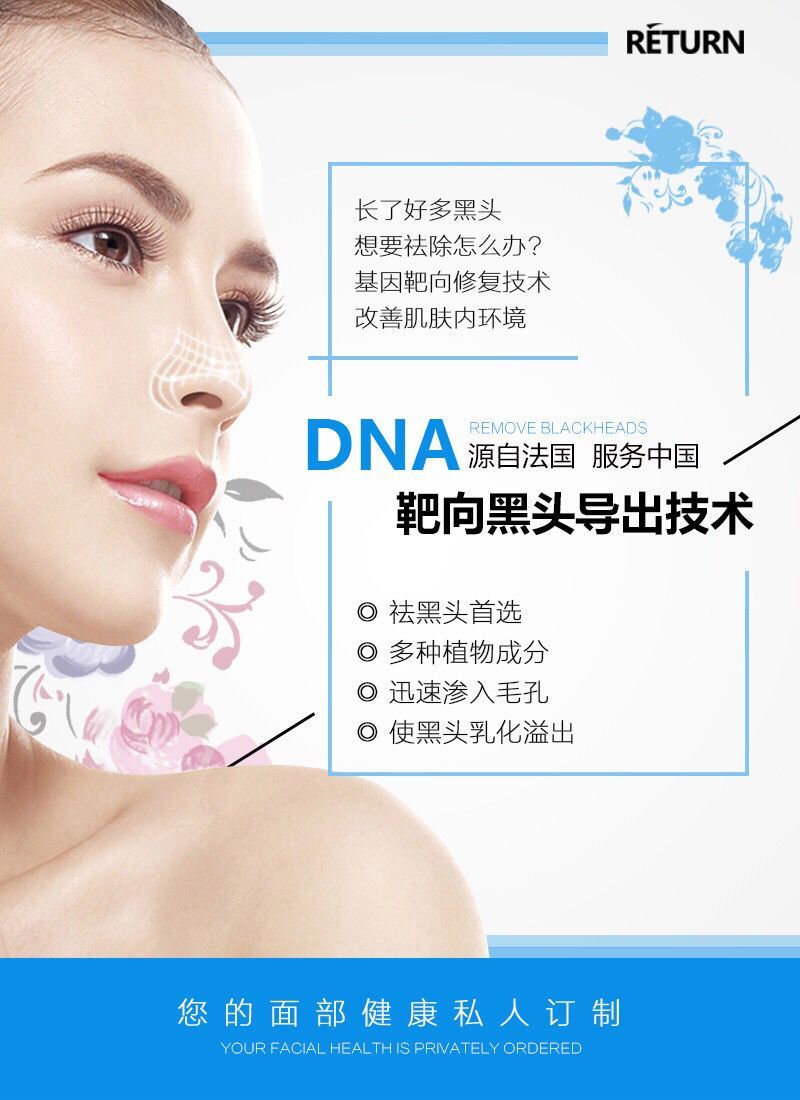 RÉTURN
长了好多黑头
想要祛除怎么办?
基因靶向修复技术
改善肌肤内环境
DNA
REMOVE BLACKHEADS
源自法国 服务中国
靶向黑头导出技术
◎ 祛黑头首选
◎ 多种植物成分
◎ 迅速渗入毛孔
◎ 使黑头乳化溢出
您的面部健康私人订制
YOUR FACIAL HEALTH IS PRIVATELY ORDERED